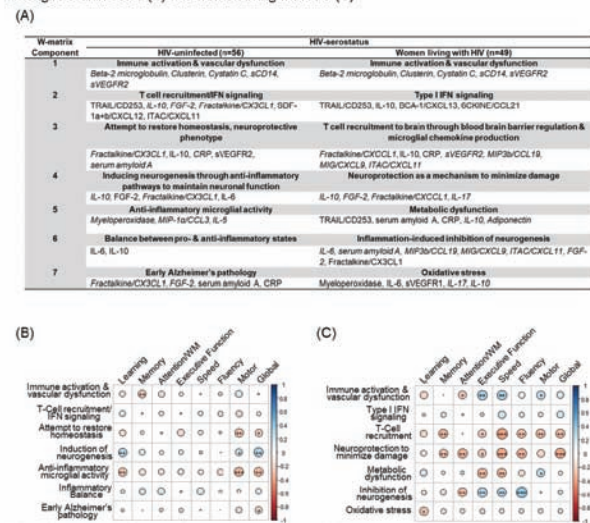 (A)
W-matrix Component
HIV-serostatus
HIV-uninfected (n=56)
Women living with HIV (n=49)
1
Immune activation & vascular dysfunction
Immune activation & vascular dysfunction
Beta-2 microglobulin, Clusterin, Cystatin C, sCD14, sVEGFR2
Beta-2 microglobulin, Clusterin, Cystatin C, sCD14, sVEGFR2
2
T cell recruitment/IFN signaling
Type I IFN signaling
TRAIL/CD253, IL-10, FGF-2, Fractalkine/CX3CL1, SDF-1a+b/CXCL12, ITAC/CXCL11
TRAIL/CD253, IL-10, BCA-1/CXCL13, 6CKINE/CCL21
3
Attempt to restore homeostasis, neuroprotective phenotype
T cell recruitment to brain through blood brain barrier regulation & microglial chemokine production
Fractalkine/CX3CL1, IL-10, CRP, sVEGFR2, serum amyloid A
Fractalkine/CXCCL1, IL-10, CRP, sVEGFR2, MIP3b/CCL19, MIG/CXCL9, ITAC/CXCL11
4
Inducing neurogenesis through anti-inflammatory pathways to maintain neuronal function
Neuroprotection as a mechanism to minimize damage
IL-10, FGF-2, Fractalkine/CX3CL1, IL-6
IL-10, FGF-2, Fractalkine/CXCCL1, IL-17
5
Anti-inflammatory microglial activity
Metabolic dysfunction
Myeloperoxidase, MIP-1a/CCL3, IL-5
TRAIL/CD253, serum amyloid A, CRP, IL-10, Adiponectin
6
Balance between pro- & anti-inflammatory states
Inflammation-induced inhibition of neurogenesis
IL-6, IL-10
IL-6, serum amyloid A, MIP3b/CCL19, MIG/CXCL9, ITAC/CXCL11, FGF-2, Fractalkine/CX3CL1
7
Early Alzheimer's pathology
Oxidative stress
Fractalkine/CX3CL1, FGF-2, serum amyloid A, CRP
Myeloperoxidase, IL-6, sVEGFR1, IL-17, IL-10
(B)
Learning
Memory
Attention/WM
Executive Function
Speed
Fluency
Motor
Global
Immune activation & vascular dysfunction
T-Cell recruitment/ IFN signaling
Attempt to restore homeostasis
Induction of neurogenesis
Anti-inflammatory microglial activity
Inflammatory Balance
Early Alzheimer's pathology
(C)
Learning
Memory
Attention/WM
Executive Function
Speed
Fluency
Motor
Global
Immune activation & vascular dysfunction
Type I IFN signaling
T-Cell recruitment
Neuroprotection to minimize damage
Metabolic dysfunction
Inhibition of neurogenesis
Oxidative stress